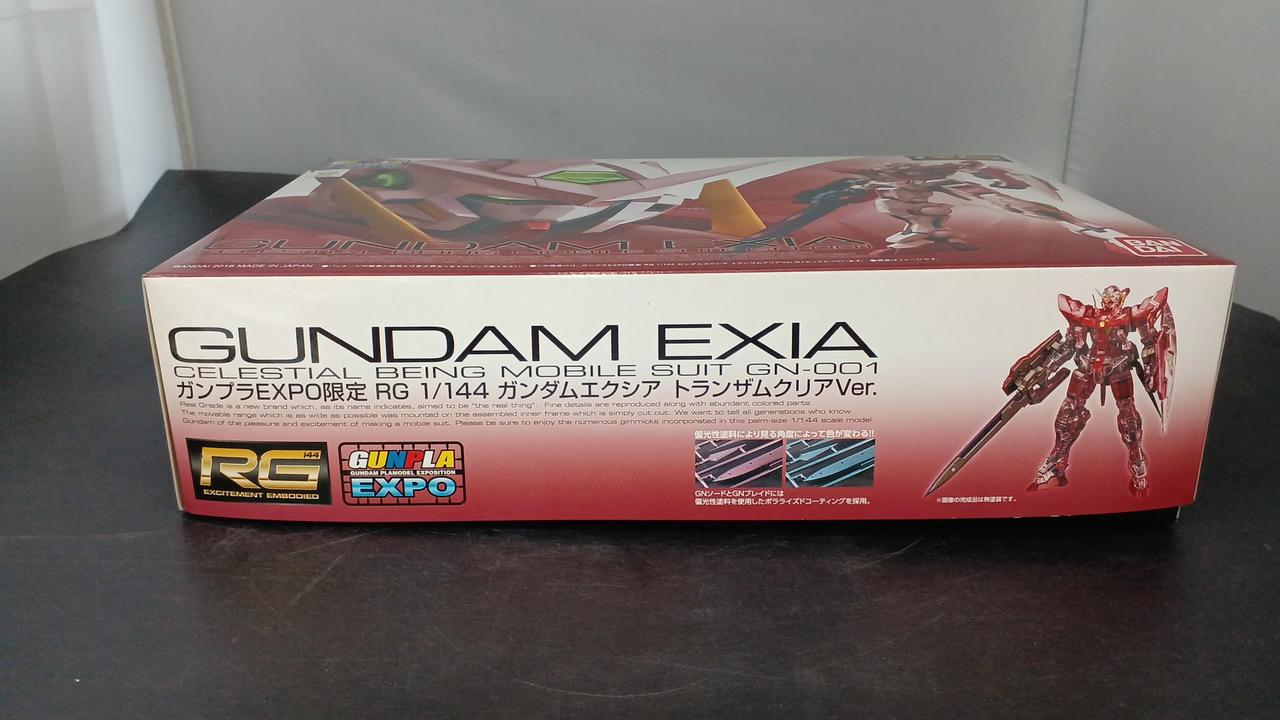 GUNDAM EXIA
BANDAI 2016 MADE IN JAPAN
BAN
DAI
GUNDAM EXIA
CELESTIAL BEING MOBILE SUIT GN-001
ガンプラEXPO限定 RG 1/144 ガンダムエクシア トランザムクリアVer.
Real Grade is a new brand which, as its name indicates, aimed to be "the real thing". Fine details are reproduced along with abundant colored parts.
The movable range which is as wide as possible was mounted on the assembled inner frame which is simply cut out. We want to tell all generations who know
Gundam of the pleasure and excitement of making a mobile suit. Please be sure to enjoy the numerous gimmicks incorporated in this palm-size 1/144 scale model.
RG 1/144
EXCITEMENT EMBODIED
GUNPLA
GUNDAM PLAMODEL EXPOSITION
EXPO
偏光性塗料により見る角度によって色が変わる!!
GNソードとGNブレイドには
偏光性塗料を使用したポラライズドコーティングを採用。
※画像の完成品は無塗装です。